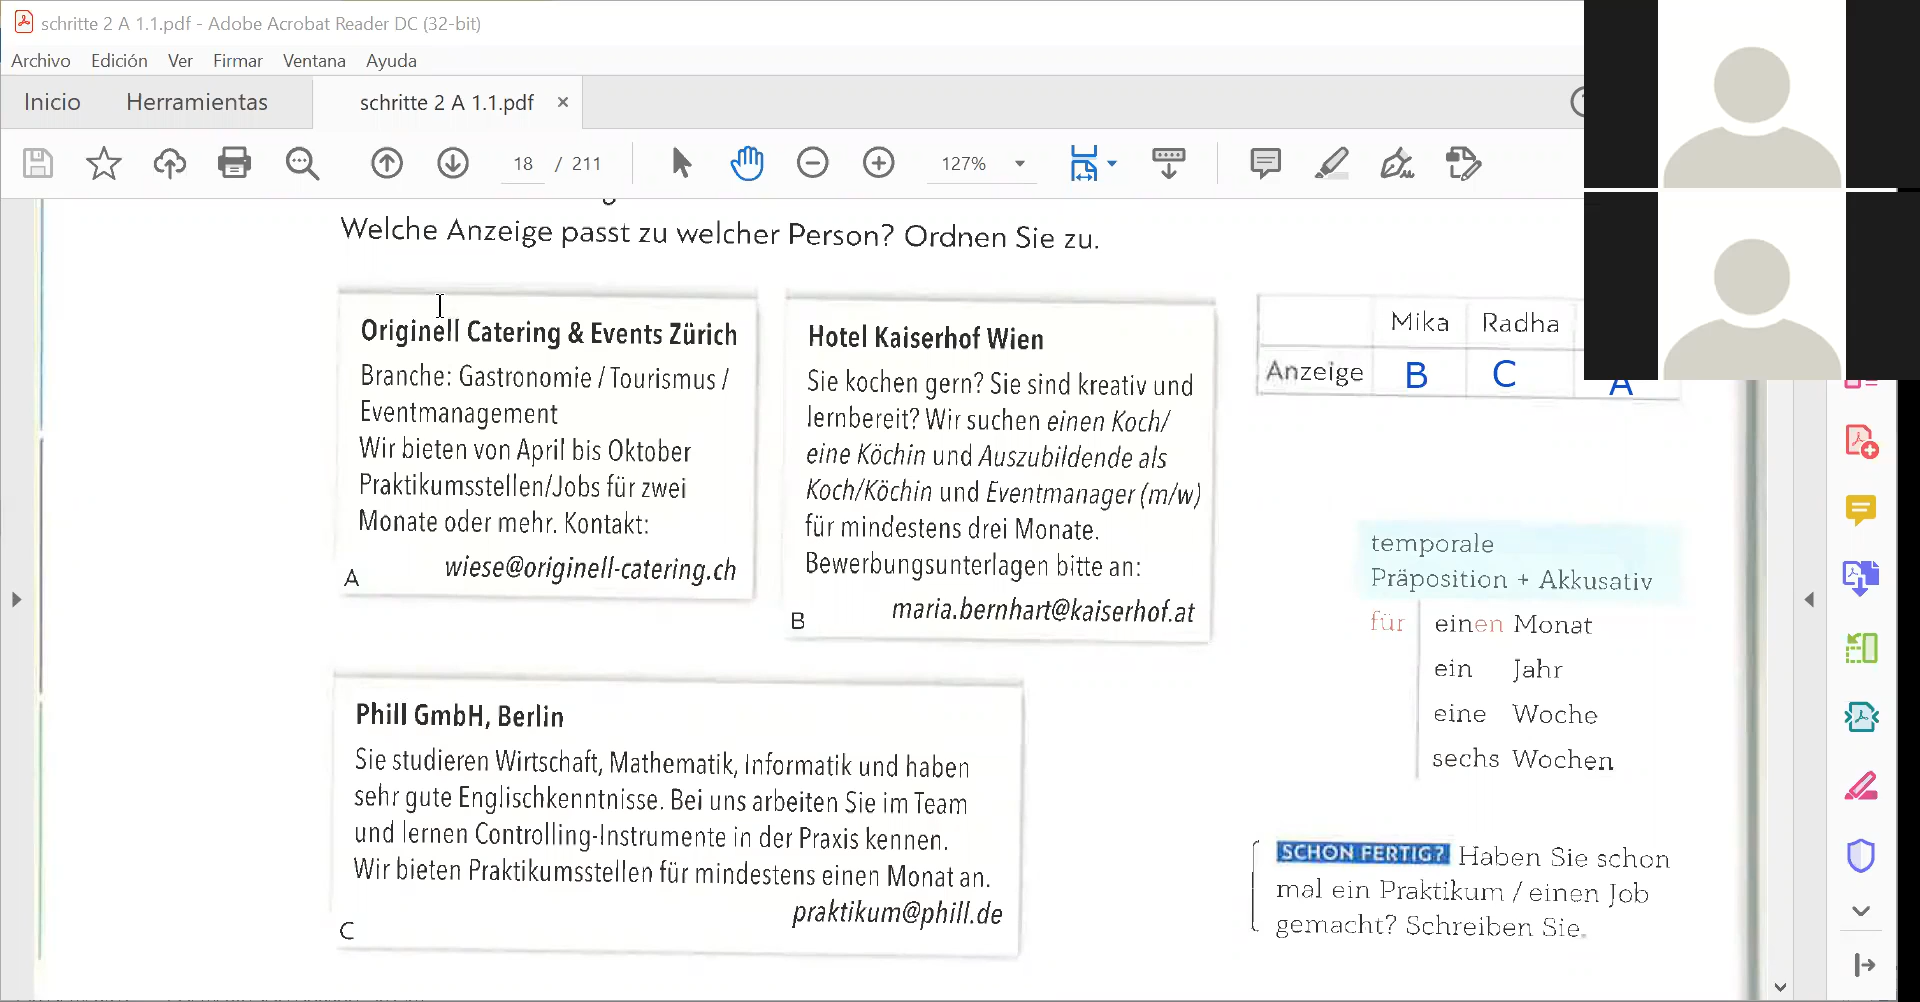 schritte 2 A 1.1.pdf - Adobe Acrobat Reader DC (32-bit)
Archivo Edición Ver Firmar Ventana Ayuda
Inicio Herramientas schritte 2 A 1.1.pdf ×
18 / 211 127%
Welche Anzeige passt zu welcher Person? Ordnen Sie zu.
Originell Catering & Events Zürich
Branche: Gastronomie / Tourismus /
Eventmanagement
Wir bieten von April bis Oktober
Praktikumsstellen/Jobs für zwei
Monate oder mehr. Kontakt:
wiese@originell-catering.ch
A
Hotel Kaiserhof Wien
Sie kochen gern? Sie sind kreativ und
lernbereit? Wir suchen einen Koch/
eine Köchin und Auszubildende als
Koch/Köchin und Eventmanager (m/w)
für mindestens drei Monate.
Bewerbungsunterlagen bitte an:
maria.bernhart@kaiserhof.at
B
Mika Radha
Anzeige B C A
Phill GmbH, Berlin
Sie studieren Wirtschaft, Mathematik, Informatik und haben
sehr gute Englischkenntnisse. Bei uns arbeiten Sie im Team
und lernen Controlling-Instrumente in der Praxis kennen.
Wir bieten Praktikumsstellen für mindestens einen Monat an.
praktikum@phill.de
C
temporale
Präposition + Akkusativ
für einen Monat
ein Jahr
eine Woche
sechs Wochen
SCHON FERTIG? Haben Sie schon
mal ein Praktikum / einen Job
gemacht? Schreiben Sie.